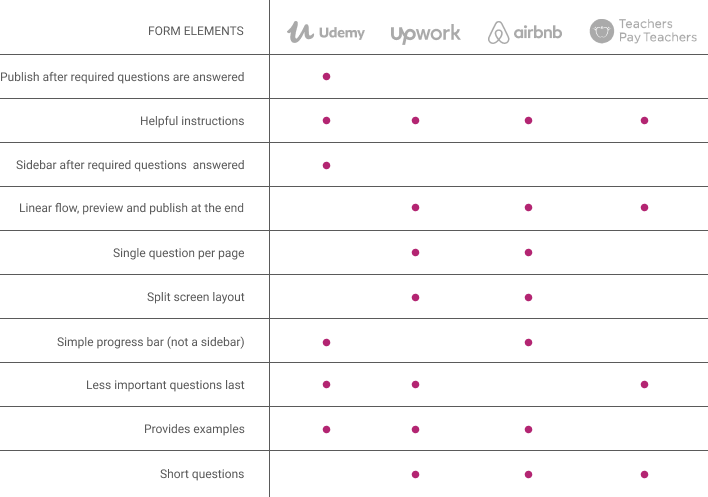 FORM ELEMENTS
Udemy
Upwork
airbnb
Teachers
Pay Teachers
Publish after required questions are answered
Helpful instructions
Sidebar after required questions answered
Linear flow, preview and publish at the end
Single question per page
Split screen layout
Simple progress bar (not a sidebar)
Less important questions last
Provides examples
Short questions